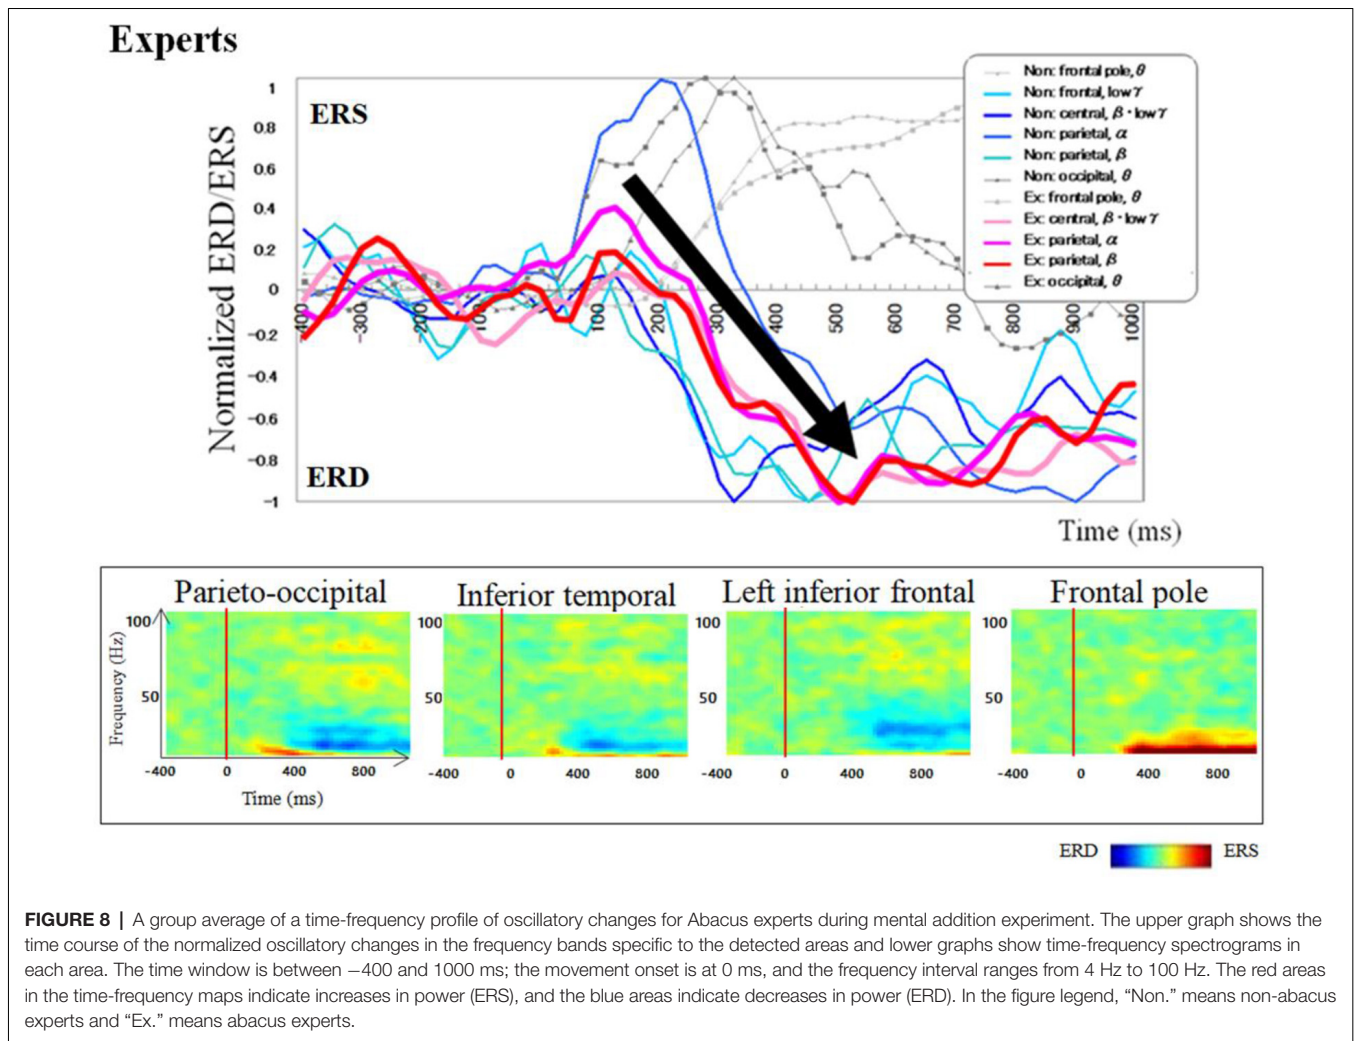 Experts
Normalized ERD/ERS
1
0.8
0.6
0.4
0.2
0
−0.2
−0.4
−0.6
−0.8
−1
ERS
ERD
Non: frontal pole, θ
Non: frontal, low γ
Non: central, β・low γ
Non: parietal, α
Non: parietal, β
Non: occipital, θ
Ex: frontal pole, θ
Ex: central, β・low γ
Ex: parietal, α
Ex: parietal, β
Ex: occipital, θ
−400 −300 −200 −100 100 200 300 400 500 600 700 800 900 1000
Time (ms)
Parieto-occipital Inferior temporal Left inferior frontal Frontal pole
Frequency (Hz)
100 100 100 100
50 50 50 50
-400 0 400 800 -400 0 400 800 -400 0 400 800 -400 0 400 800
Time (ms)
ERD ERS
FIGURE 8 | A group average of a time-frequency profile of oscillatory changes for Abacus experts during mental addition experiment. The upper graph shows the
time course of the normalized oscillatory changes in the frequency bands specific to the detected areas and lower graphs show time-frequency spectrograms in
each area. The time window is between −400 and 1000 ms; the movement onset is at 0 ms, and the frequency interval ranges from 4 Hz to 100 Hz. The red areas
in the time-frequency maps indicate increases in power (ERS), and the blue areas indicate decreases in power (ERD). In the figure legend, “Non.” means non-abacus
experts and “Ex.” means abacus experts.